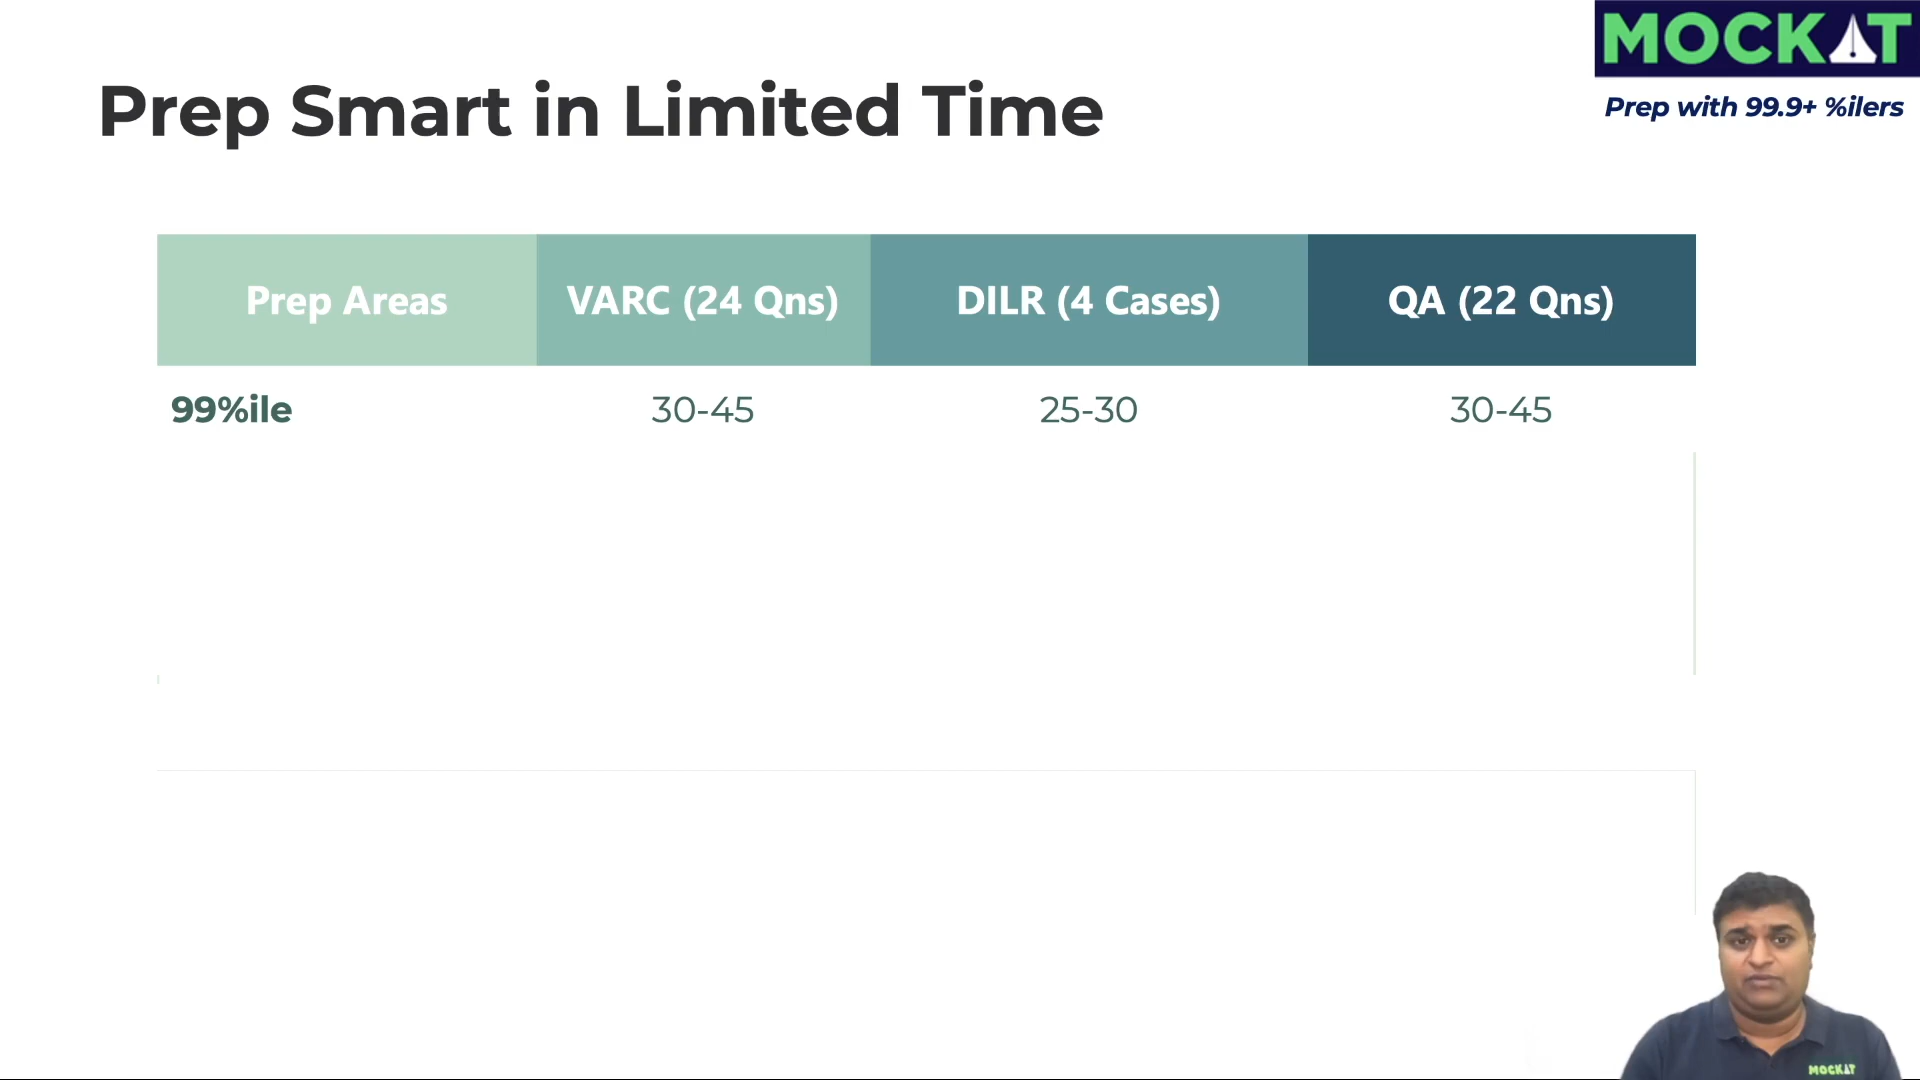 MOCKAT
Prep with 99.9+ %ilers
Prep Smart in Limited Time
Prep Areas VARC (24 Qns) DILR (4 Cases) QA (22 Qns)
99%ile 30-45 25-30 30-45
MOCKAT